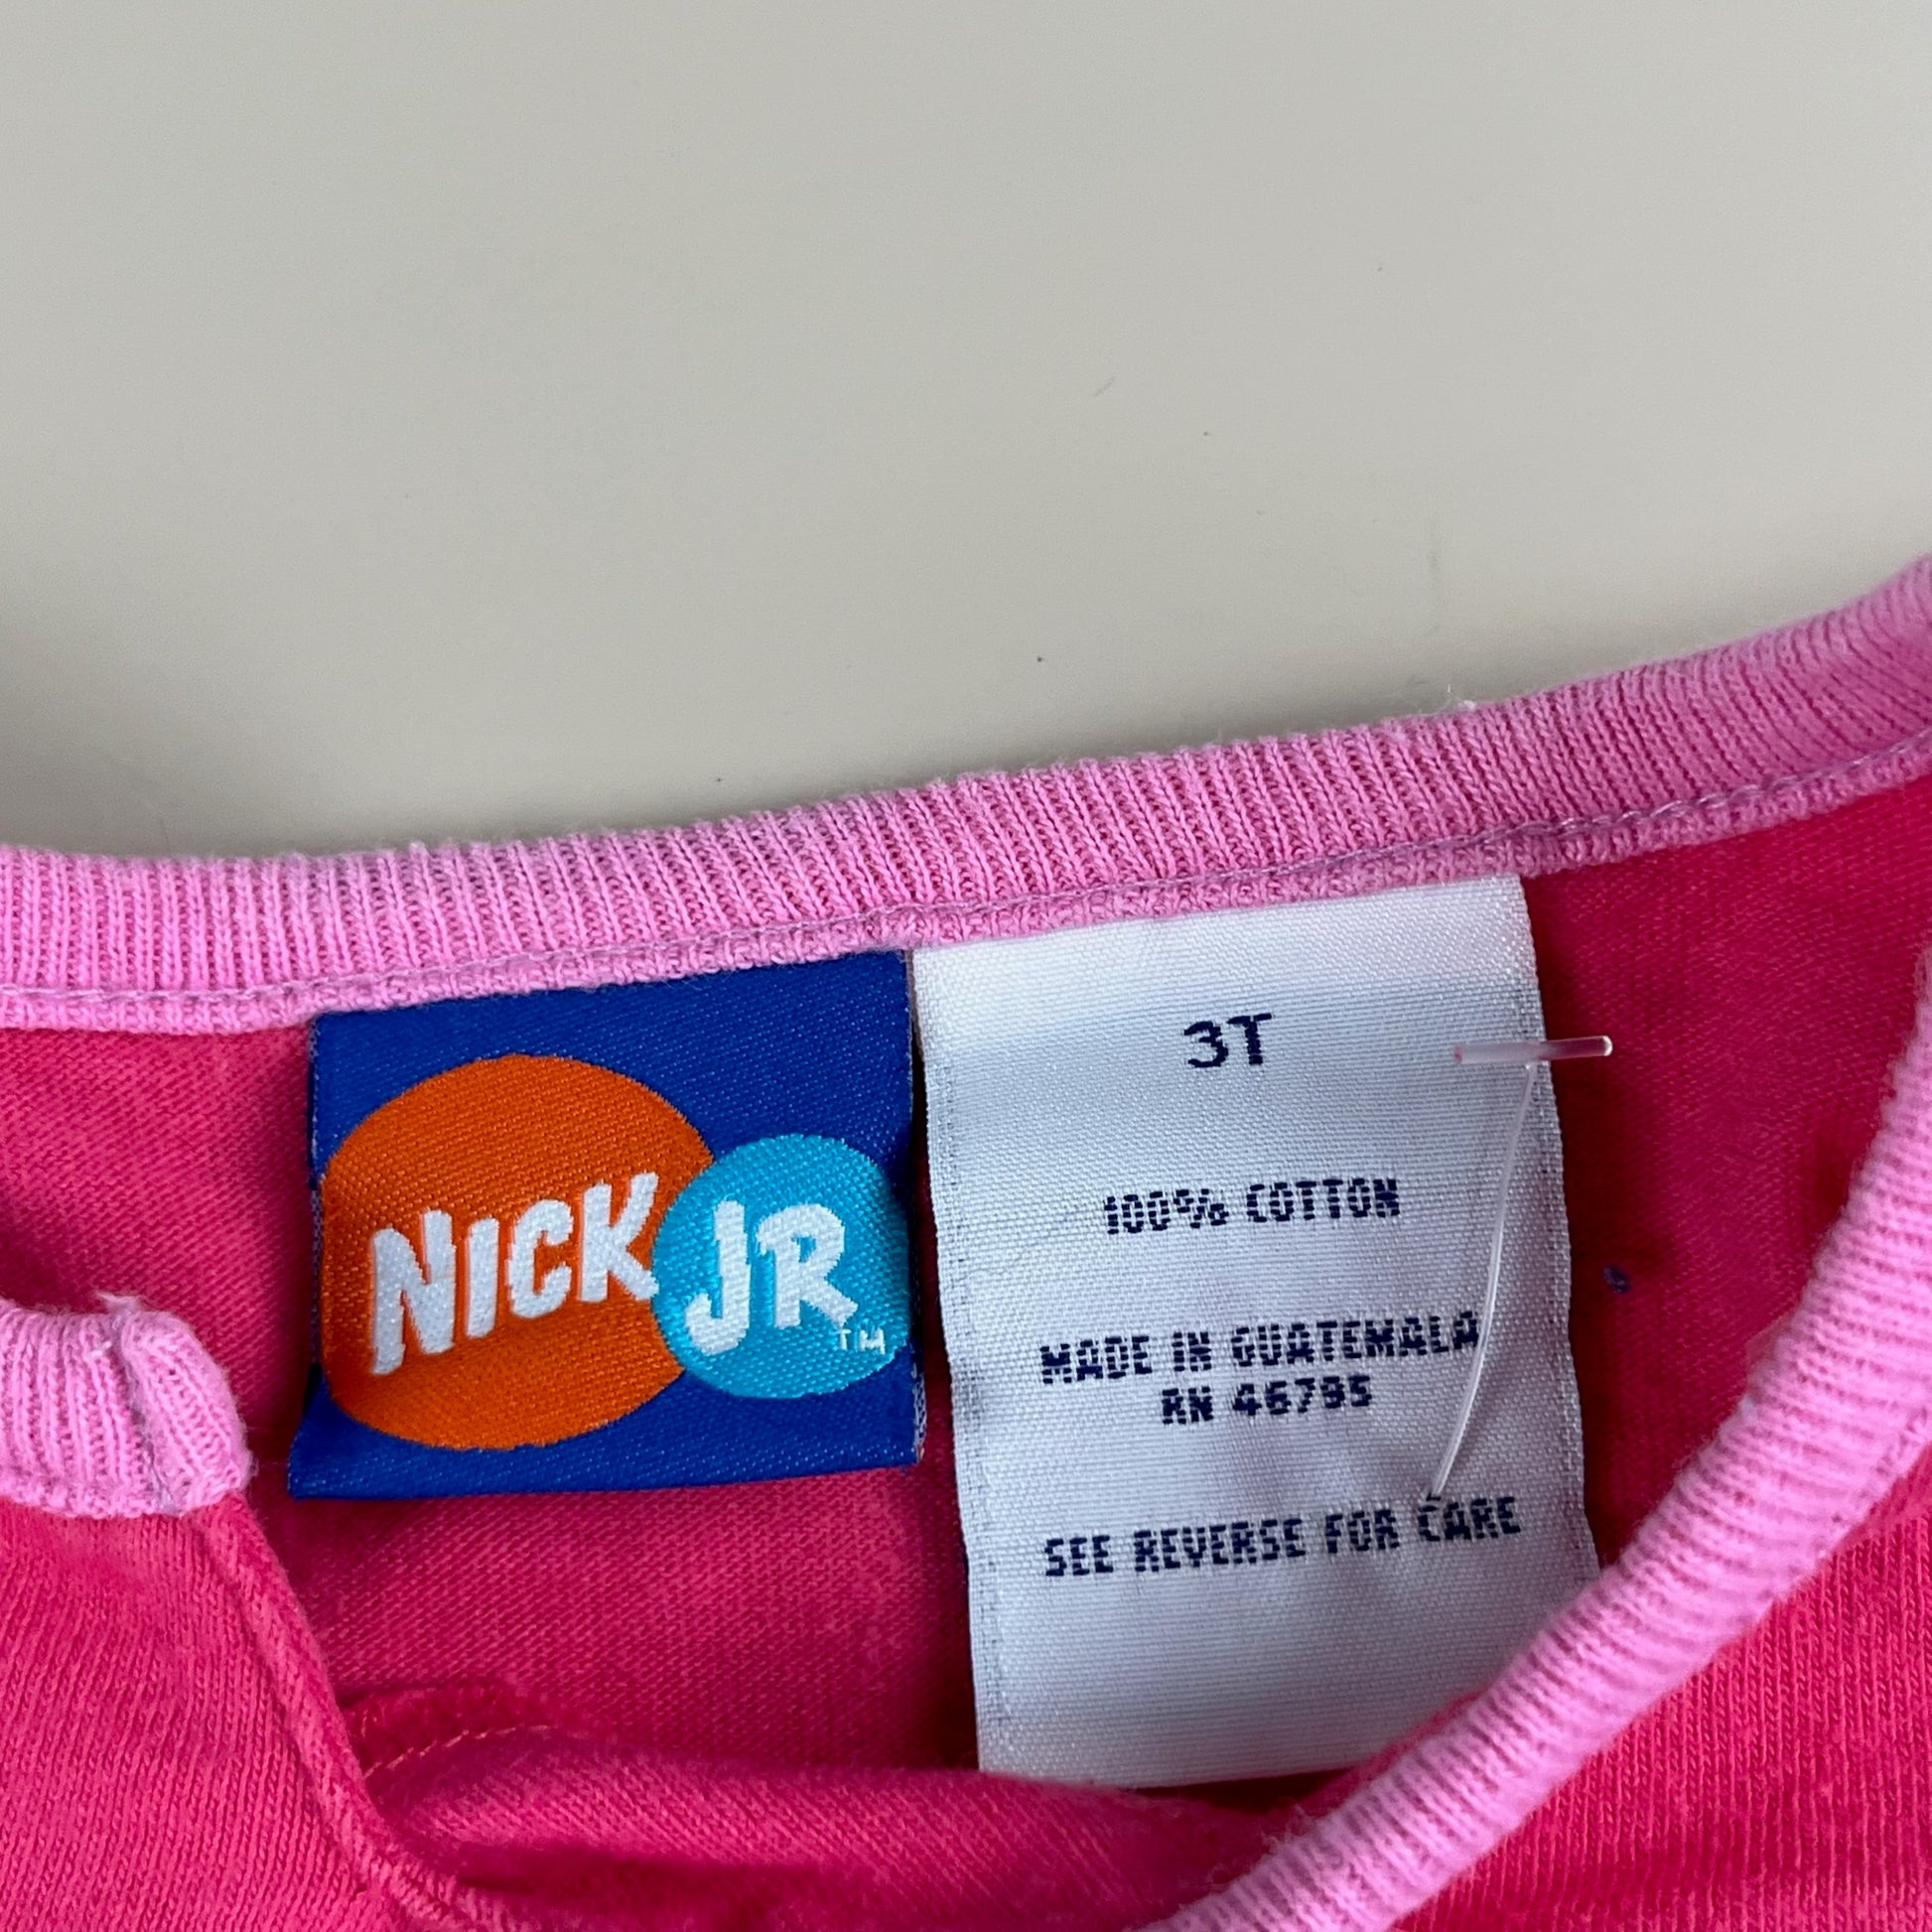 NICK JR
TM
3T
100% COTTON
MADE IN GUATEMALA
RN 46795
SEE REVERSE FOR CARE